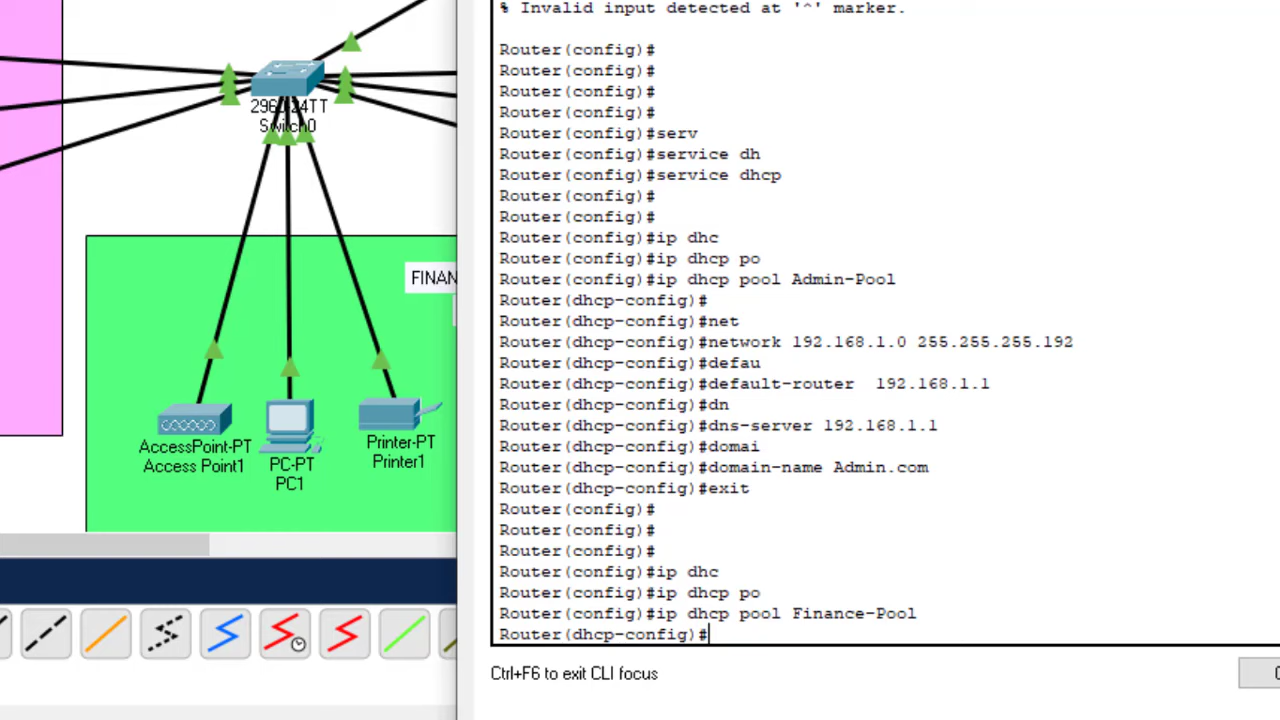 % Invalid input detected at '^' marker.
Router(config)#
Router(config)#
Router(config)#
Router(config)#
Router(config)#serv
Router(config)#service dh
Router(config)#service dhcp
Router(config)#
Router(config)#
Router(config)#ip dhc
Router(config)#ip dhcp po
Router(config)#ip dhcp pool Admin-Pool
Router(dhcp-config)#
Router(dhcp-config)#net
Router(dhcp-config)#network 192.168.1.0 255.255.255.192
Router(dhcp-config)#defau
Router(dhcp-config)#default-router  192.168.1.1
Router(dhcp-config)#dn
Router(dhcp-config)#dns-server 192.168.1.1
Router(dhcp-config)#domai
Router(dhcp-config)#domain-name Admin.com
Router(dhcp-config)#exit
Router(config)#
Router(config)#
Router(config)#
Router(config)#ip dhc
Router(config)#ip dhcp po
Router(config)#ip dhcp pool Finance-Pool
Router(dhcp-config)#
Ctrl+F6 to exit CLI focus
2960-24TT
Switch0
FINAN
AccessPoint-PT
Access Point1
PC-PT
PC1
Printer-PT
Printer1